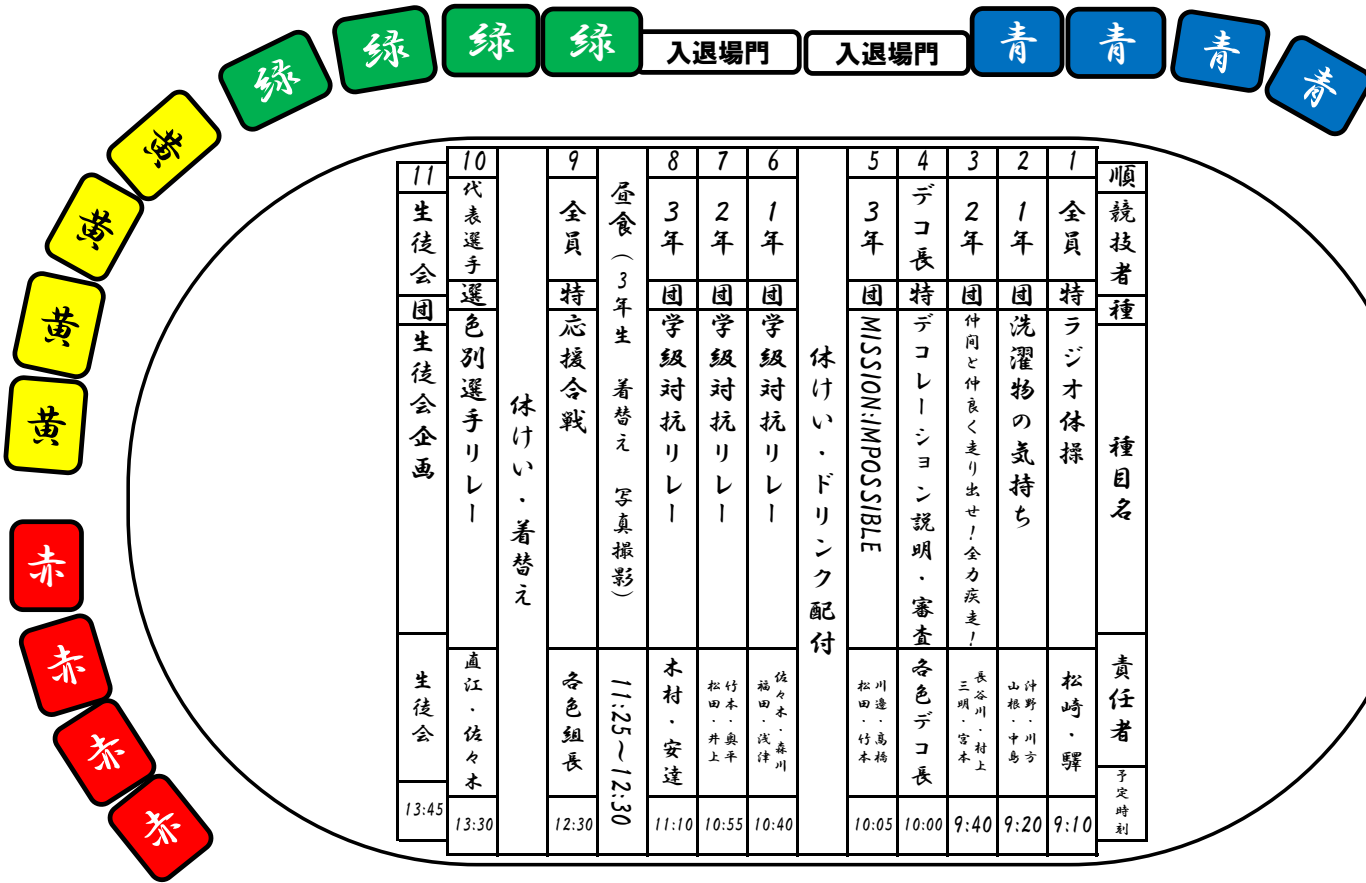 緑
緑
緑
緑
入退場門
入退場門
青
青
青
青
黄
黄
黄
黄
赤
赤
赤
赤
順 競技者 種 種目名 責任者 予定時刻
1 全員 特 ラジオ体操 松崎・驛 9:10
2 1年 団 洗濯物の気持ち 沖野・川方 山根・中島 9:20
3 2年 団 仲間と仲良く走り出せ!全力疾走! 長谷川・村上 三明・宮本 9:40
4 デコ長 特 デコレーション説明・審査 各色デコ長 10:00
5 3年 団 MISSION:IMPOSSIBLE 川邊・高橋 松田・竹本 10:05
休けい・ドリンク配付
6 1年 団 学級対抗リレー 佐々木・森川 福田・浅津 10:40
7 2年 団 学級対抗リレー 竹本・奥平 松田・井上 10:55
8 3年 団 学級対抗リレー 木村・安達 11:10
昼食(3年生 着替え 写真撮影) 11:25~12:30
9 全員 特 応援合戦 各色組長 12:30
休けい・着替え
10 代表選手 選 色別選手リレー 直江・佐々木 13:30
11 生徒会 団 生徒会企画 生徒会 13:45